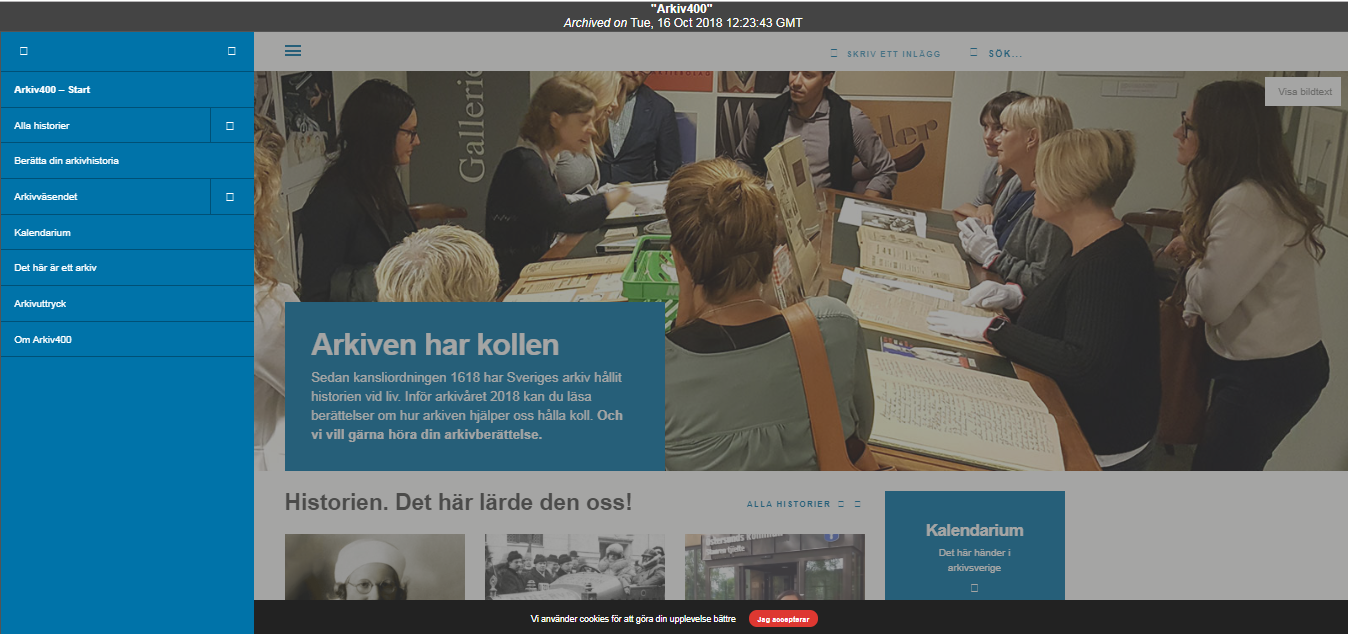 "Arkiv400"
Archived on Tue, 16 Oct 2018 12:23:43 GMT
Arkiv400 – Start
Alla historier
Berätta din arkivhistoria
Arkivväsendet
Kalendarium
Det här är ett arkiv
Arkivuttryck
Om Arkiv400
SKRIV ETT INLÄGG
SÖK...
Visa bildtext
Gallerie
Arkiven har kollen
Sedan kansliordningen 1618 har Sveriges arkiv hållit
historien vid liv. Inför arkivåret 2018 kan du läsa
berättelser om hur arkiven hjälper oss hålla koll. Och
vi vill gärna höra din arkivberättelse.
Historien. Det här lärde den oss!
ALLA HISTORIER
Kalendarium
Det här händer i
arkivsverige
Vi använder cookies för att göra din upplevelse bättre
Jag accepterar